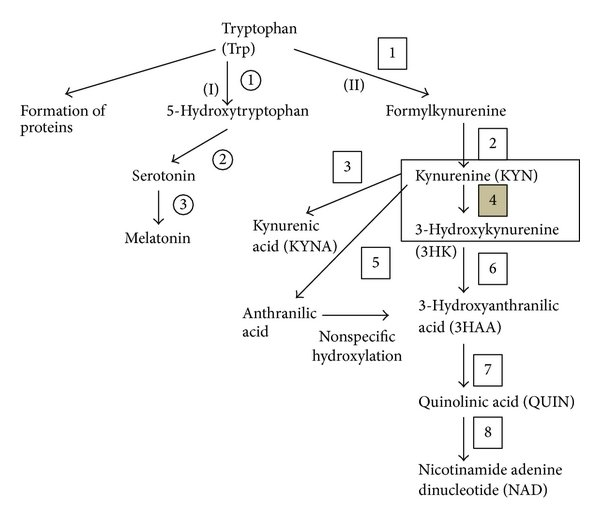 Tryptophan
(Trp)
1
(I)
1
(II)
Formation of
proteins
5-Hydroxytryptophan
Formylkynurenine
2
2
3
Serotonin
Kynurenine (KYN)
3
4
Melatonin
Kynurenic
acid (KYNA)
3-Hydroxykynurenine
(3HK)
5
6
Anthranilic
acid
3-Hydroxyanthranilic
acid (3HAA)
Nonspecific
hydroxylation
7
Quinolinic acid (QUIN)
8
Nicotinamide adenine
dinucleotide (NAD)